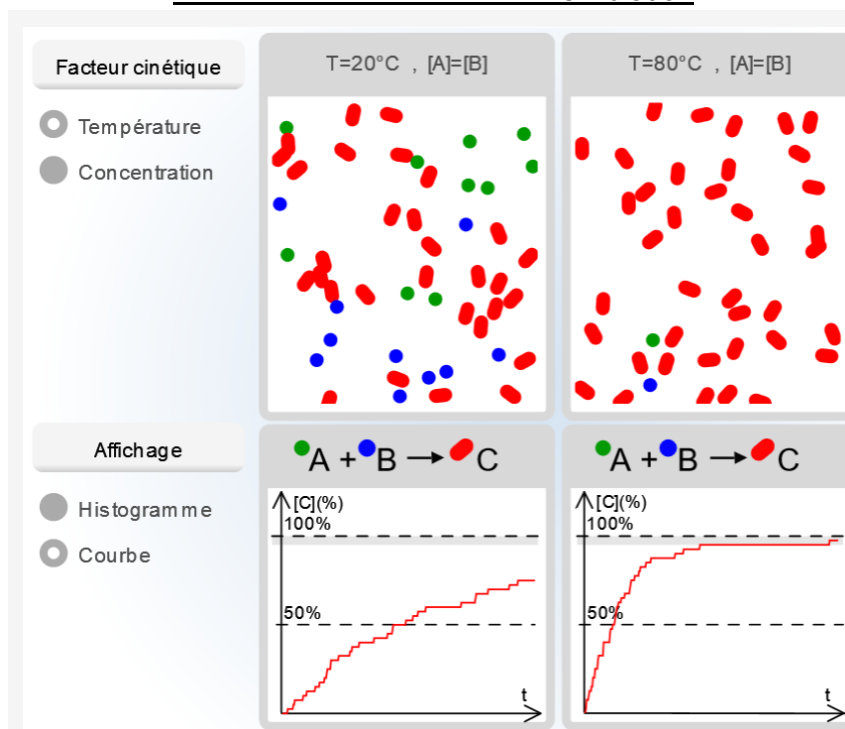 Facteur cinétique
Température
Concentration
T=20°C , [A]=[B]
T=80°C , [A]=[B]
Affichage
Histogramme
Courbe
A + B → C
[C](%)
100%
50%
t
A + B → C
[C](%)
100%
50%
t